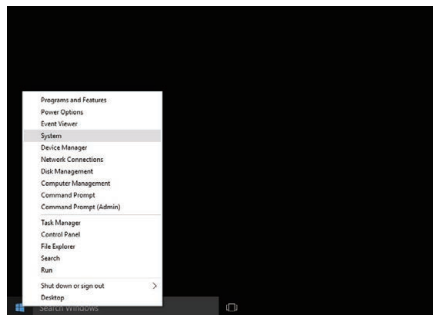 Programs and Features
Power Options
Event Viewer
System
Device Manager
Network Connections
Disk Management
Computer Management
Command Prompt
Command Prompt (Admin)
Task Manager
Control Panel
File Explorer
Search
Run
Shut down or sign out
Desktop
Search Windows